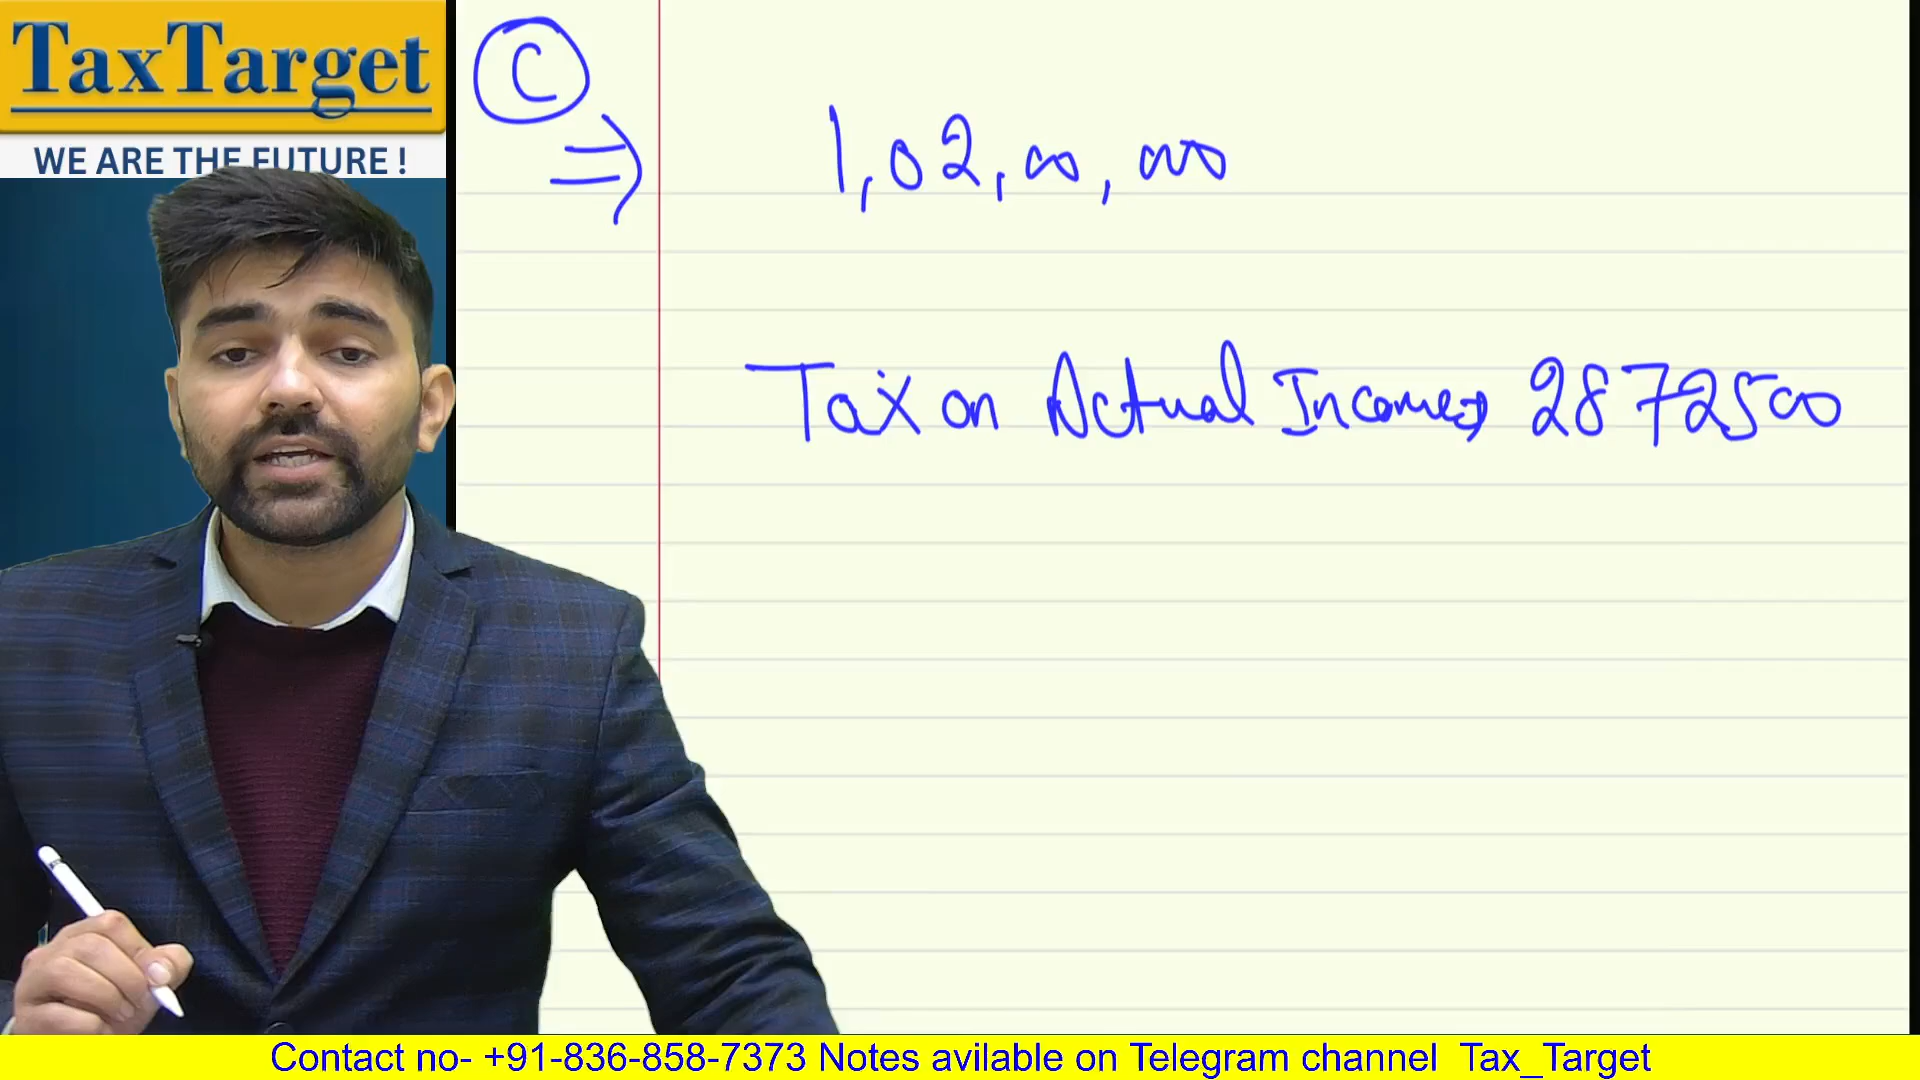 TaxTarget
WE ARE THE FUTURE !
C
⇒ 1,02,00,000
Tax on Actual Income⇒ 2872500
Contact no- +91-836-858-7373 Notes avilable on Telegram channel Tax_Target